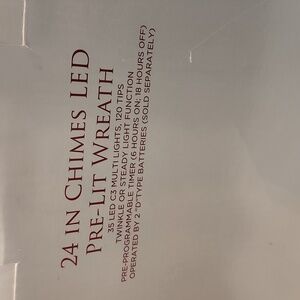 24 IN CHIMES LED
PRE-LIT WREATH
35 LED C3 MULTI LIGHTS, 120 TIPS
TWINKLE OR STEADY LIGHT FUNCTION
PRE-PROGRAMMABLE TIMER (6 HOURS ON; 18 HOURS OFF)
OPERATED BY 2 "D"TYPE BATTERIES (SOLD SEPARATELY)